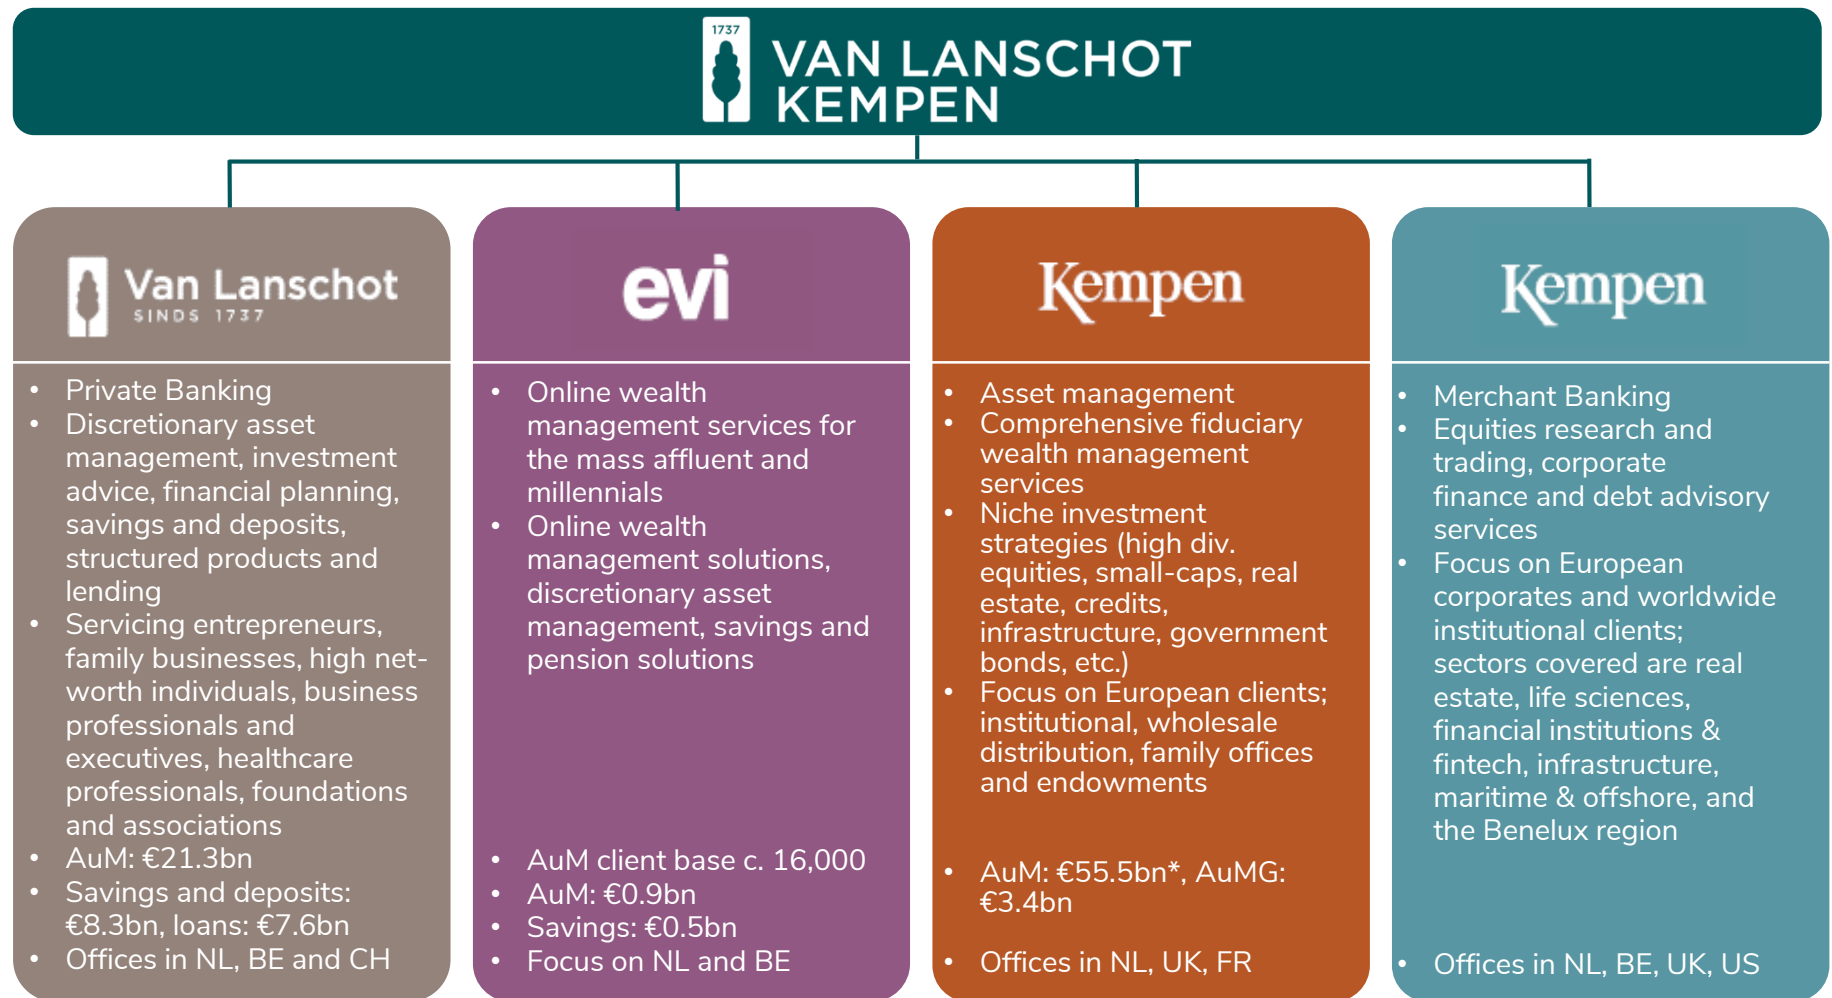 1737
VAN LANSCHOT
KEMPEN
Van Lanschot
SINDS 1737
• Private Banking
• Discretionary asset
management, investment
advice, financial planning,
savings and deposits,
structured products and
lending
• Servicing entrepreneurs,
family businesses, high net-
worth individuals, business
professionals and
executives, healthcare
professionals, foundations
and associations
• AuM: €21.3bn
• Savings and deposits:
€8.3bn, loans: €7.6bn
• Offices in NL, BE and CH
evi
• Online wealth
management services for
the mass affluent and
millennials
• Online wealth
management solutions,
discretionary asset
management, savings and
pension solutions
• AuM client base c. 16,000
• AuM: €0.9bn
• Savings: €0.5bn
• Focus on NL and BE
Kempen
• Asset management
• Comprehensive fiduciary
wealth management
services
• Niche investment
strategies (high div.
equities, small-caps, real
estate, credits,
infrastructure, government
bonds, etc.)
• Focus on European clients;
institutional, wholesale
distribution, family offices
and endowments
• AuM: €55.5bn*, AuMG:
€3.4bn
• Offices in NL, UK, FR
Kempen
• Merchant Banking
• Equities research and
trading, corporate
finance and debt advisory
services
• Focus on European
corporates and worldwide
institutional clients;
sectors covered are real
estate, life sciences,
financial institutions &
fintech, infrastructure,
maritime & offshore, and
the Benelux region
• Offices in NL, BE, UK, US